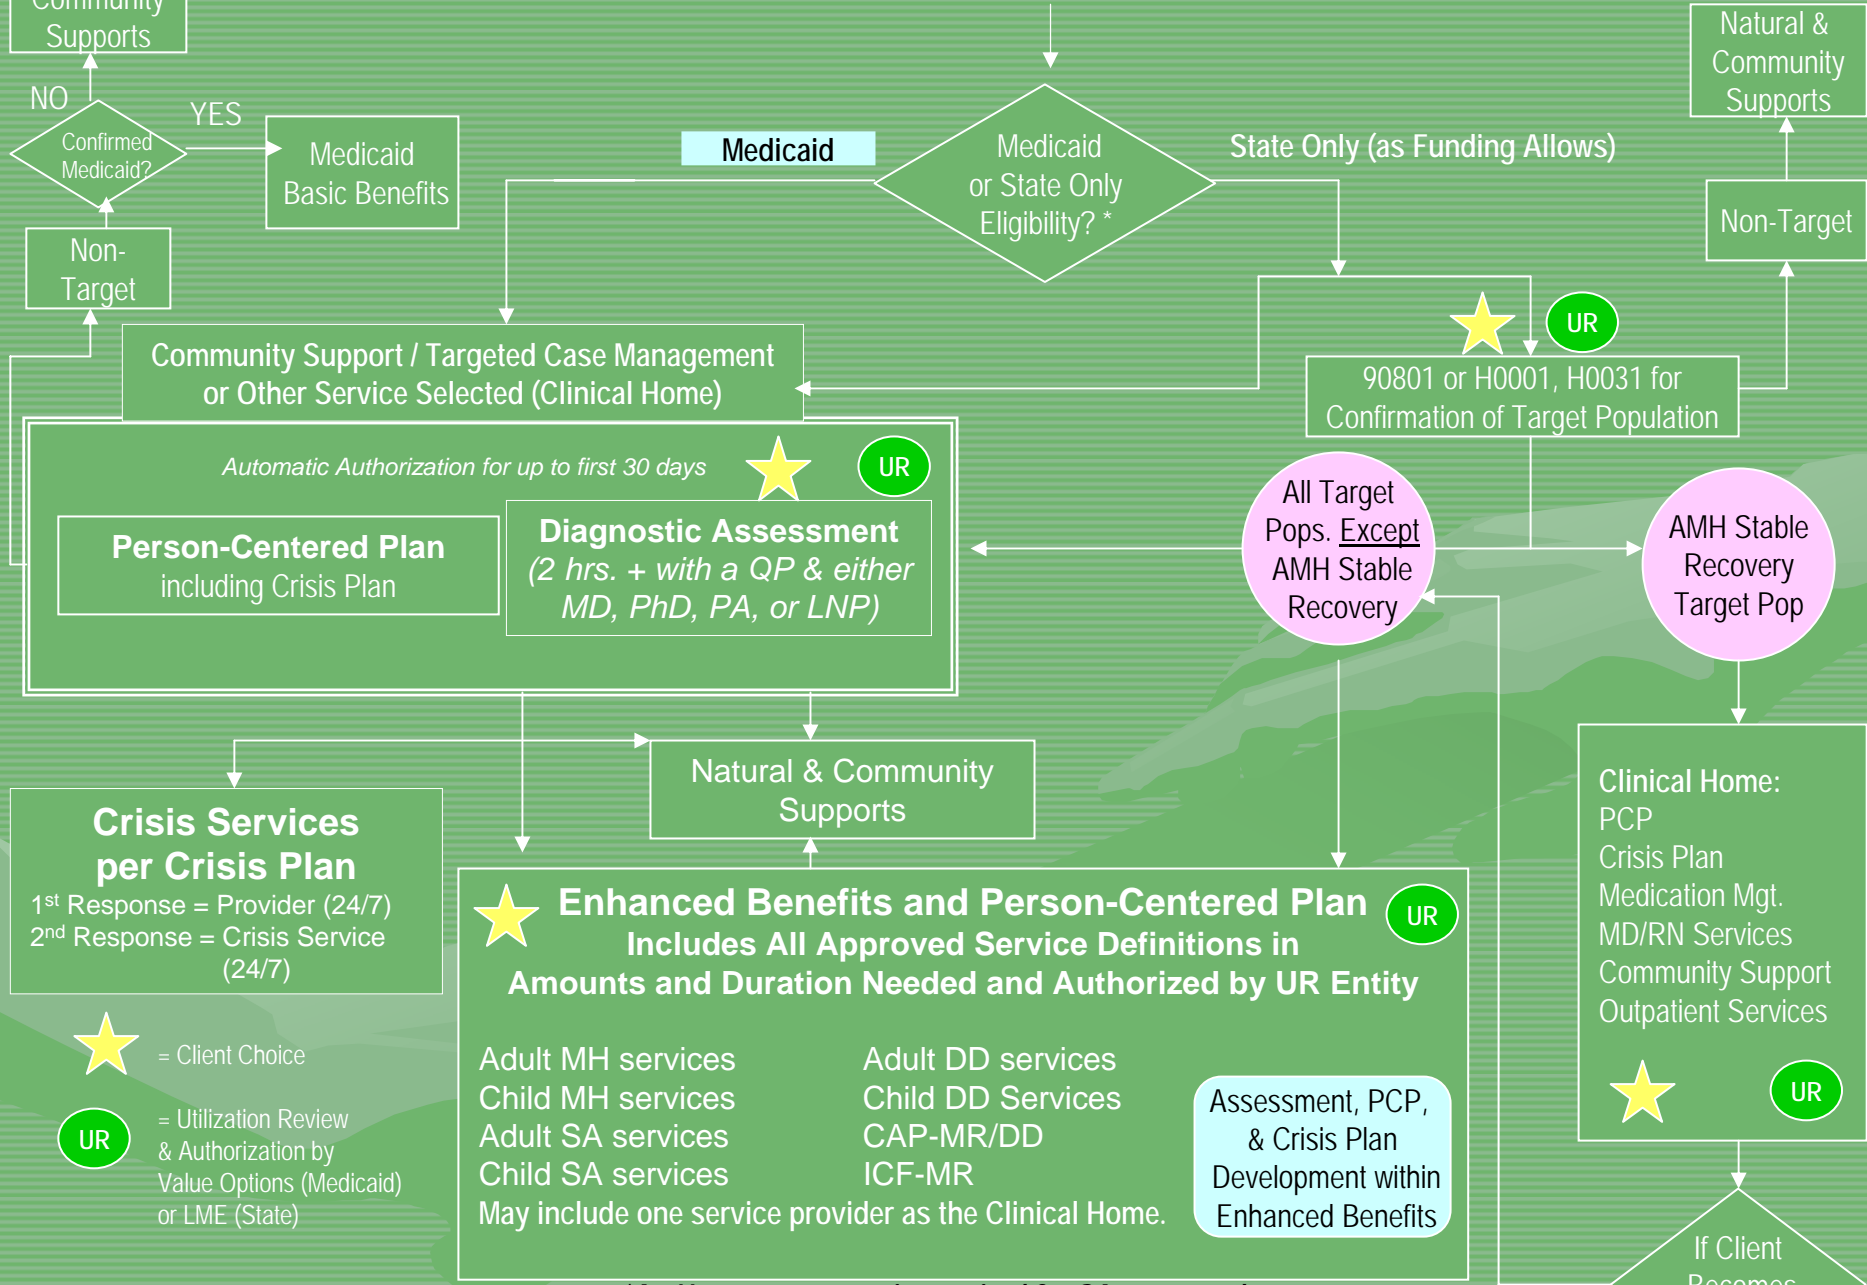 Community
Supports
NO
YES
Confirmed
Medicaid?
Medicaid
Basic Benefits
Non-
Target
Medicaid
Medicaid
or State Only
Eligibility? *
State Only (as Funding Allows)
Natural &
Community
Supports
Non-Target
Community Support / Targeted Case Management
or Other Service Selected (Clinical Home)
UR
90801 or H0001, H0031 for
Confirmation of Target Population
Automatic Authorization for up to first 30 days
UR
Person-Centered Plan
including Crisis Plan
Diagnostic Assessment
(2 hrs. + with a QP & either
MD, PhD, PA, or LNP)
All Target
Pops. Except
AMH Stable
Recovery
AMH Stable
Recovery
Target Pop
Natural & Community
Supports
Crisis Services
per Crisis Plan
1st Response = Provider (24/7)
2nd Response = Crisis Service
(24/7)
Clinical Home:
PCP
Crisis Plan
Medication Mgt.
MD/RN Services
Community Support
Outpatient Services
UR
Enhanced Benefits and Person-Centered Plan
UR
Includes All Approved Service Definitions in
Amounts and Duration Needed and Authorized by UR Entity
Adult MH services
Child MH services
Adult SA services
Child SA services
Adult DD services
Child DD Services
CAP-MR/DD
ICF-MR
May include one service provider as the Clinical Home.
Assessment, PCP,
& Crisis Plan
Development within
Enhanced Benefits
= Client Choice
UR
= Utilization Review
& Authorization by
Value Options (Medicaid)
or LME (State)
If Client
Becomes